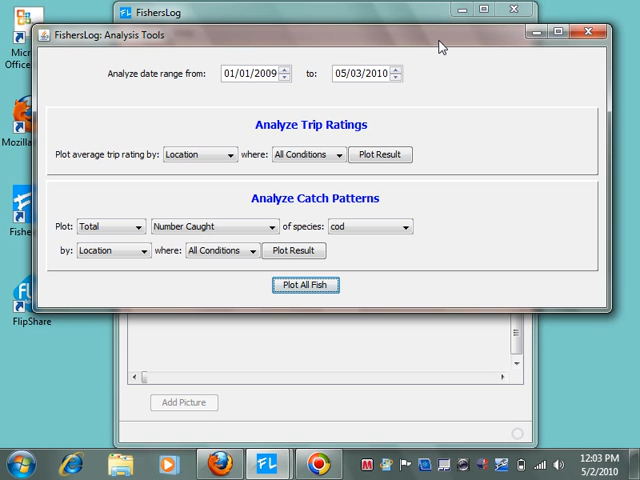 FishersLog
FishersLog: Analysis Tools
Micr
Office
Analyze date range from: 01/01/2009 to: 05/03/2010
Mozilla
Analyze Trip Ratings
Plot average trip rating by: Location where: All Conditions Plot Result
Analyze Catch Patterns
Plot: Total Number Caught of species: cod
Fisher
by: Location where: All Conditions Plot Result
Plot All Fish
FlipShare
Add Picture
FL
12:03 PM
5/2/2010